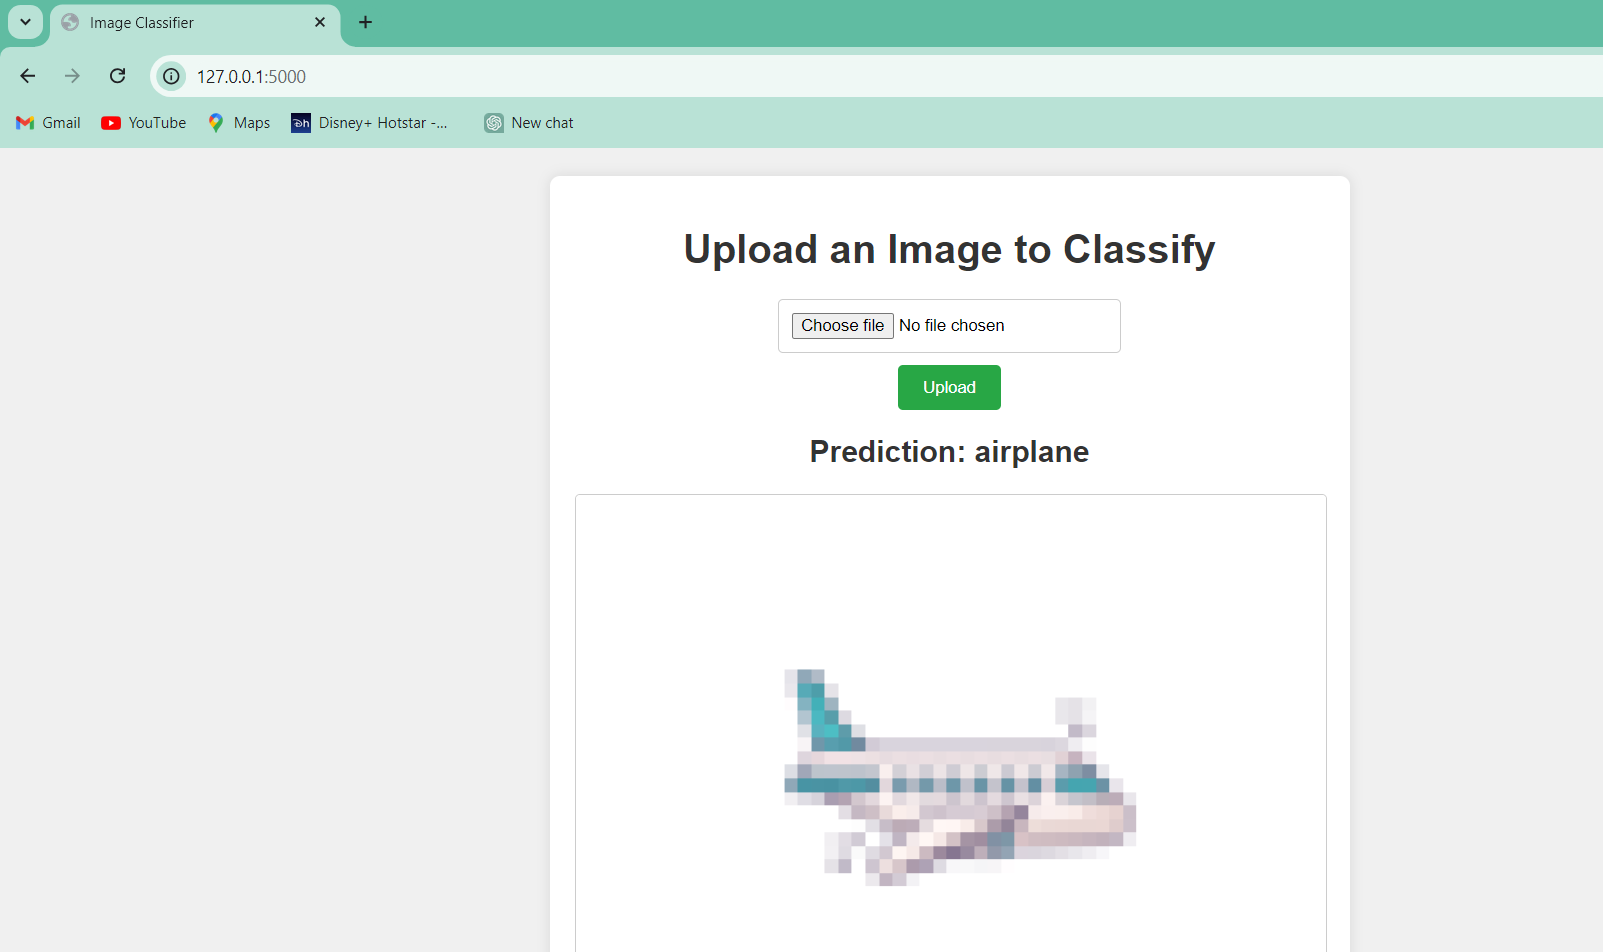 Image Classifier
127.0.0.1:5000
Gmail YouTube Maps Dh Disney+ Hotstar -... New chat
Upload an Image to Classify
Choose file No file chosen
Upload
Prediction: airplane